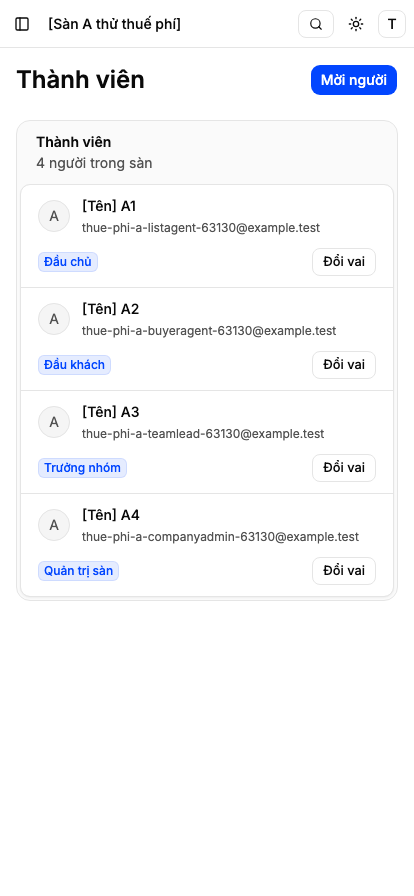 [Sàn A thử thuế phí]
T
Thành viên
Mời người
Thành viên
4 người trong sàn
A
[Tên] A1
thue-phi-a-listagent-63130@example.test
Đầu chủ
Đổi vai
A
[Tên] A2
thue-phi-a-buyeragent-63130@example.test
Đầu khách
Đổi vai
A
[Tên] A3
thue-phi-a-teamlead-63130@example.test
Trưởng nhóm
Đổi vai
A
[Tên] A4
thue-phi-a-companyadmin-63130@example.test
Quản trị sàn
Đổi vai